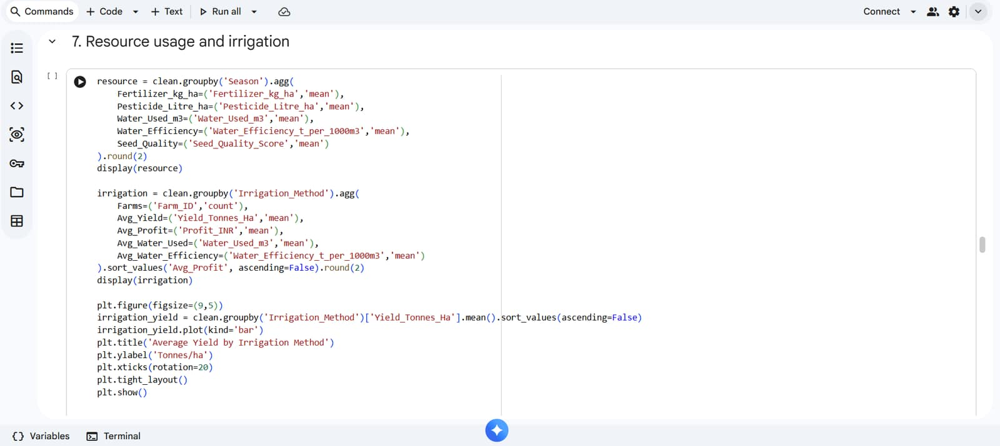 Commands + Code + Text Run all Connect
7. Resource usage and irrigation
[ ]
resource = clean.groupby('Season').agg(
    Fertilizer_kg_ha=('Fertilizer_kg_ha','mean'),
    Pesticide_Litre_ha=('Pesticide_Litre_ha','mean'),
    Water_Used_m3=('Water_Used_m3','mean'),
    Water_Efficiency=('Water_Efficiency_t_per_1000m3','mean'),
    Seed_Quality=('Seed_Quality_Score','mean')
).round(2)
display(resource)
irrigation = clean.groupby('Irrigation_Method').agg(
    Farms=('Farm_ID','count'),
    Avg_Yield=('Yield_Tonnes_Ha','mean'),
    Avg_Profit=('Profit_INR','mean'),
    Avg_Water_Used=('Water_Used_m3','mean'),
    Avg_Water_Efficiency=('Water_Efficiency_t_per_1000m3','mean')
).sort_values('Avg_Profit', ascending=False).round(2)
display(irrigation)
plt.figure(figsize=(9,5))
irrigation_yield = clean.groupby('Irrigation_Method')['Yield_Tonnes_Ha'].mean().sort_values(ascending=False)
irrigation_yield.plot(kind='bar')
plt.title('Average Yield by Irrigation Method')
plt.ylabel('Tonnes/ha')
plt.xticks(rotation=20)
plt.tight_layout()
plt.show()
{} Variables Terminal